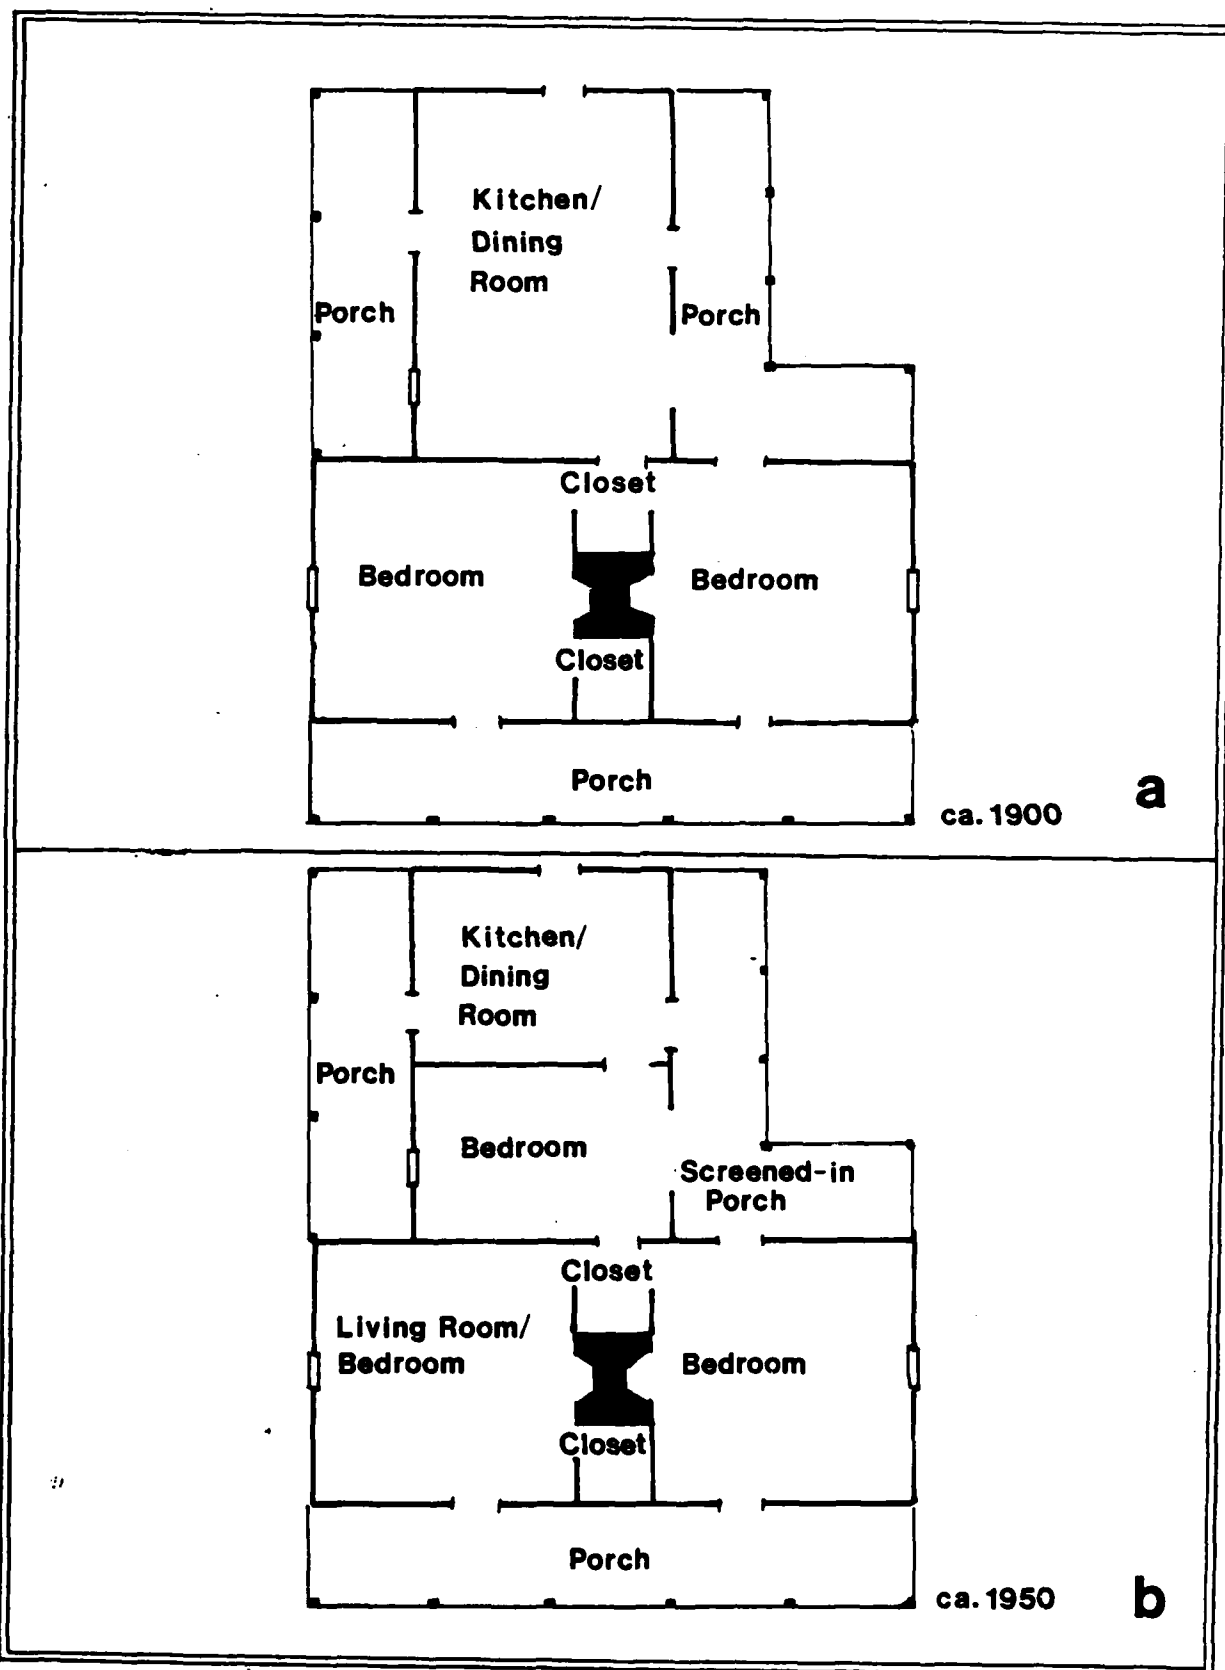 Kitchen/
Dining
Room
Porch
Porch
Closet
Bedroom
Bedroom
Closet
Porch
a
ca. 1900
Kitchen/
Dining
Room
Porch
Bedroom
Screened-in
Porch
Closet
Living Room/
Bedroom
Bedroom
Closet
Porch
ca. 1950
b